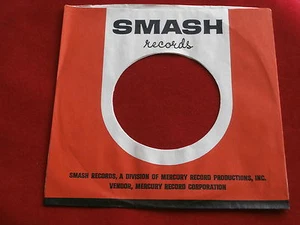 SMASH
records
SMASH RECORDS, A DIVISION OF MERCURY RECORD PRODUCTIONS, INC.
VENDOR, MERCURY RECORD CORPORATION